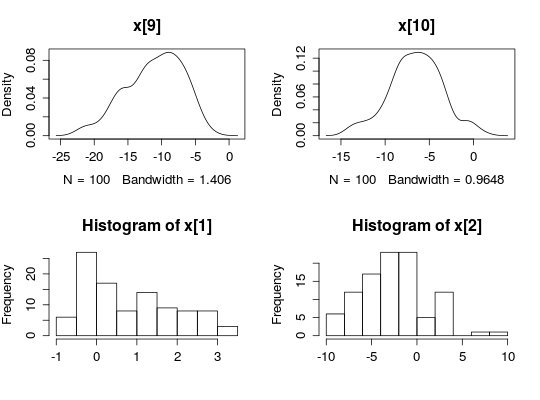 x[9]
Density
0.00 0.04 0.08
-25 -20 -15 -10 -5 0
N = 100 Bandwidth = 1.406
x[10]
Density
0.00 0.06 0.12
-15 -10 -5 0
N = 100 Bandwidth = 0.9648
Histogram of x[1]
Frequency
0 10 20
-1 0 1 2 3
Histogram of x[2]
Frequency
0 5 15
-10 -5 0 5 10